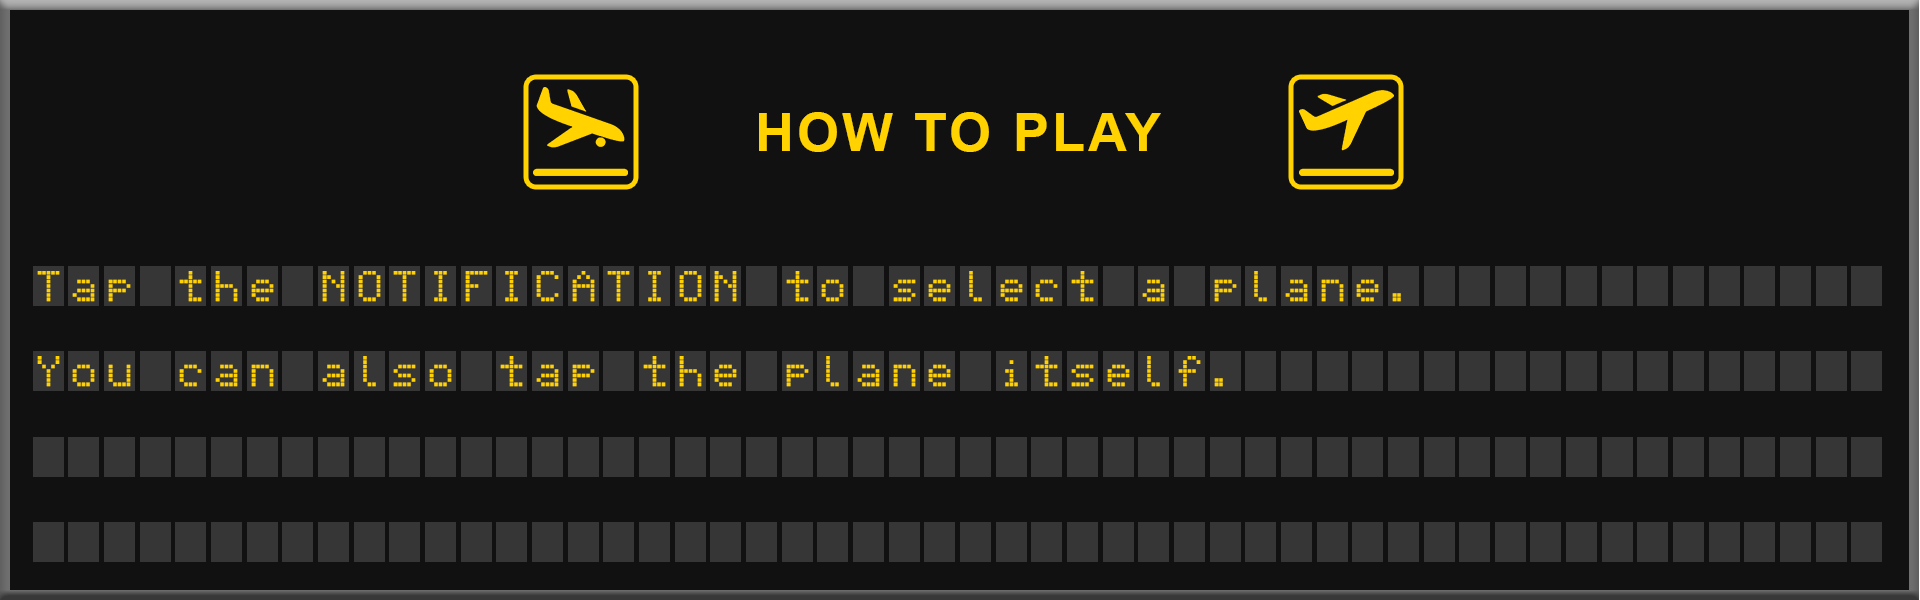 HOW TO PLAY
Tap the NOTIFICATION to select a plane.
You can also tap the plane itself.